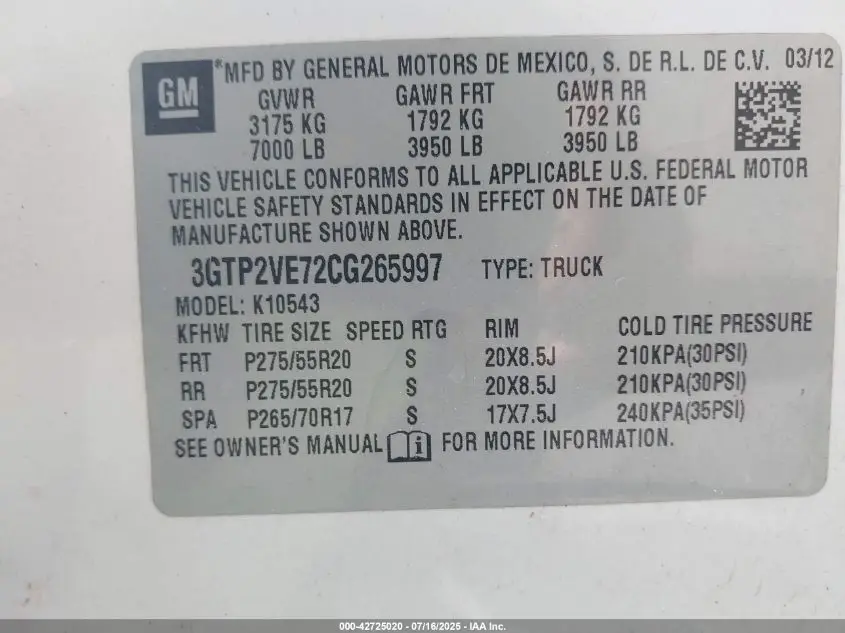 GM
*MFD BY GENERAL MOTORS DE MEXICO, S. DE R.L. DE C.V. 03/12
GVWR GAWR FRT GAWR RR
3175 KG 1792 KG 1792 KG
7000 LB 3950 LB 3950 LB
THIS VEHICLE CONFORMS TO ALL APPLICABLE U.S. FEDERAL MOTOR
VEHICLE SAFETY STANDARDS IN EFFECT ON THE DATE OF
MANUFACTURE SHOWN ABOVE.
3GTP2VE72CG265997 TYPE: TRUCK
MODEL: K10543
KFHW TIRE SIZE SPEED RTG RIM COLD TIRE PRESSURE
FRT P275/55R20 S 20X8.5J 210KPA(30PSI)
RR P275/55R20 S 20X8.5J 210KPA(30PSI)
SPA P265/70R17 S 17X7.5J 240KPA(35PSI)
SEE OWNER'S MANUAL i FOR MORE INFORMATION.
000-42725020 - 07/16/2025 - IAA Inc.